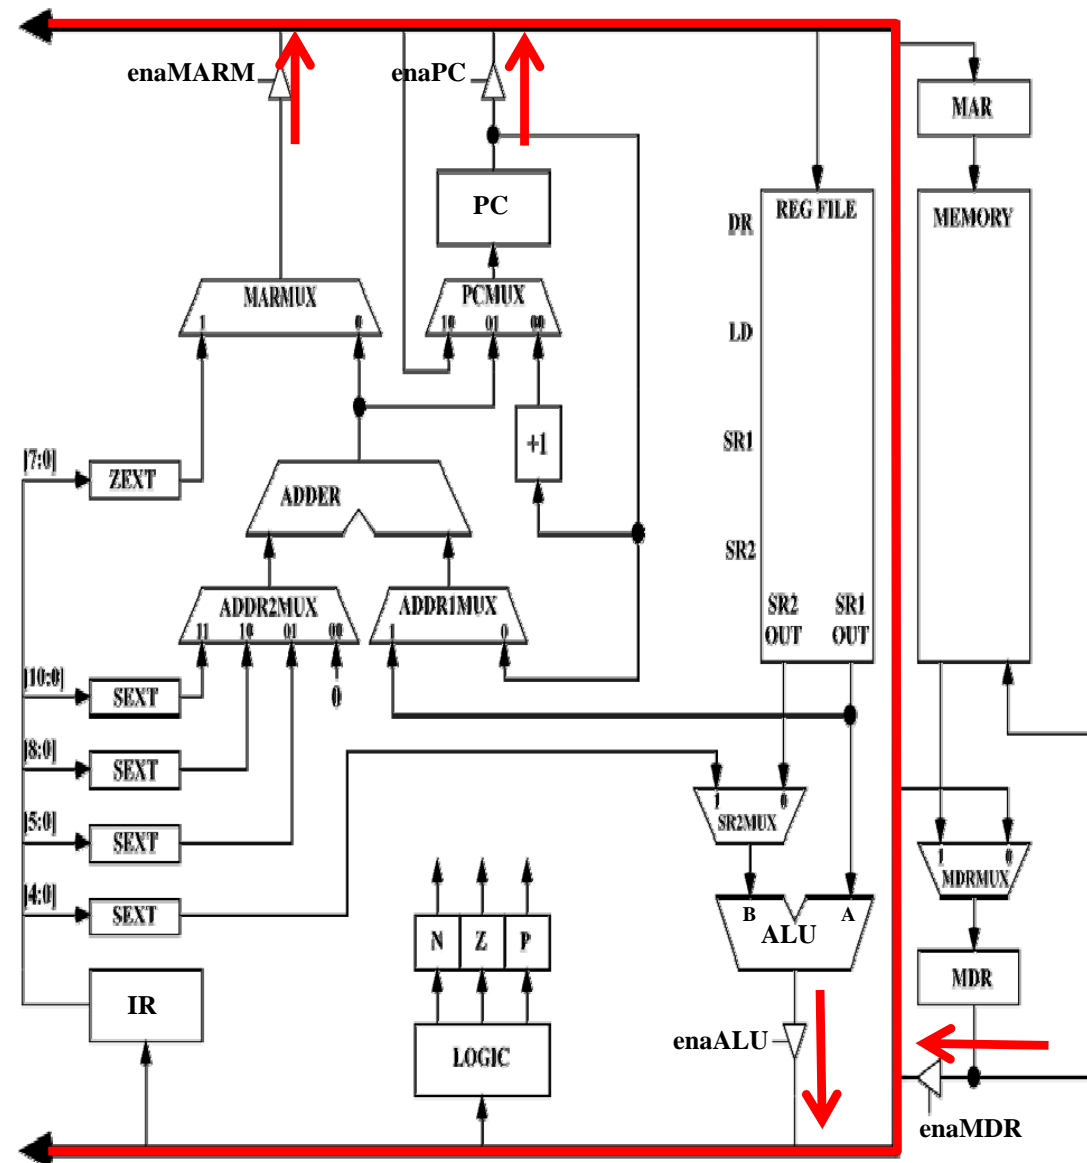 enaMARM
enaPC
MAR
PC
DR
REG FILE
MEMORY
MARMUX
1 0
PCMUX
10 01 00
LD
+1
SR1
[7:0]
ZEXT
ADDER
SR2
ADDR2MUX
11 10 01 00
ADDR1MUX
1 0
SR2 SR1
OUT OUT
[10:0]
SEXT
0
[8:0]
SEXT
1 0
SR2MUX
[5:0]
SEXT
1 0
MDRMUX
[4:0]
SEXT
B A
ALU
N Z P
MDR
IR
LOGIC
enaALU
enaMDR